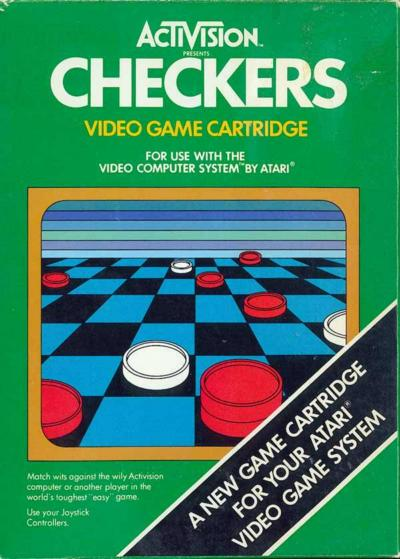 ACTIVISION™
PRESENTS
CHECKERS
VIDEO GAME CARTRIDGE
FOR USE WITH THE
VIDEO COMPUTER SYSTEM™ BY ATARI®
A NEW GAME CARTRIDGE
FOR YOUR ATARI®
VIDEO GAME SYSTEM
Match wits against the wily Activision
computer or another player in the
world's toughest "easy" game.
Use your Joystick
Controllers.